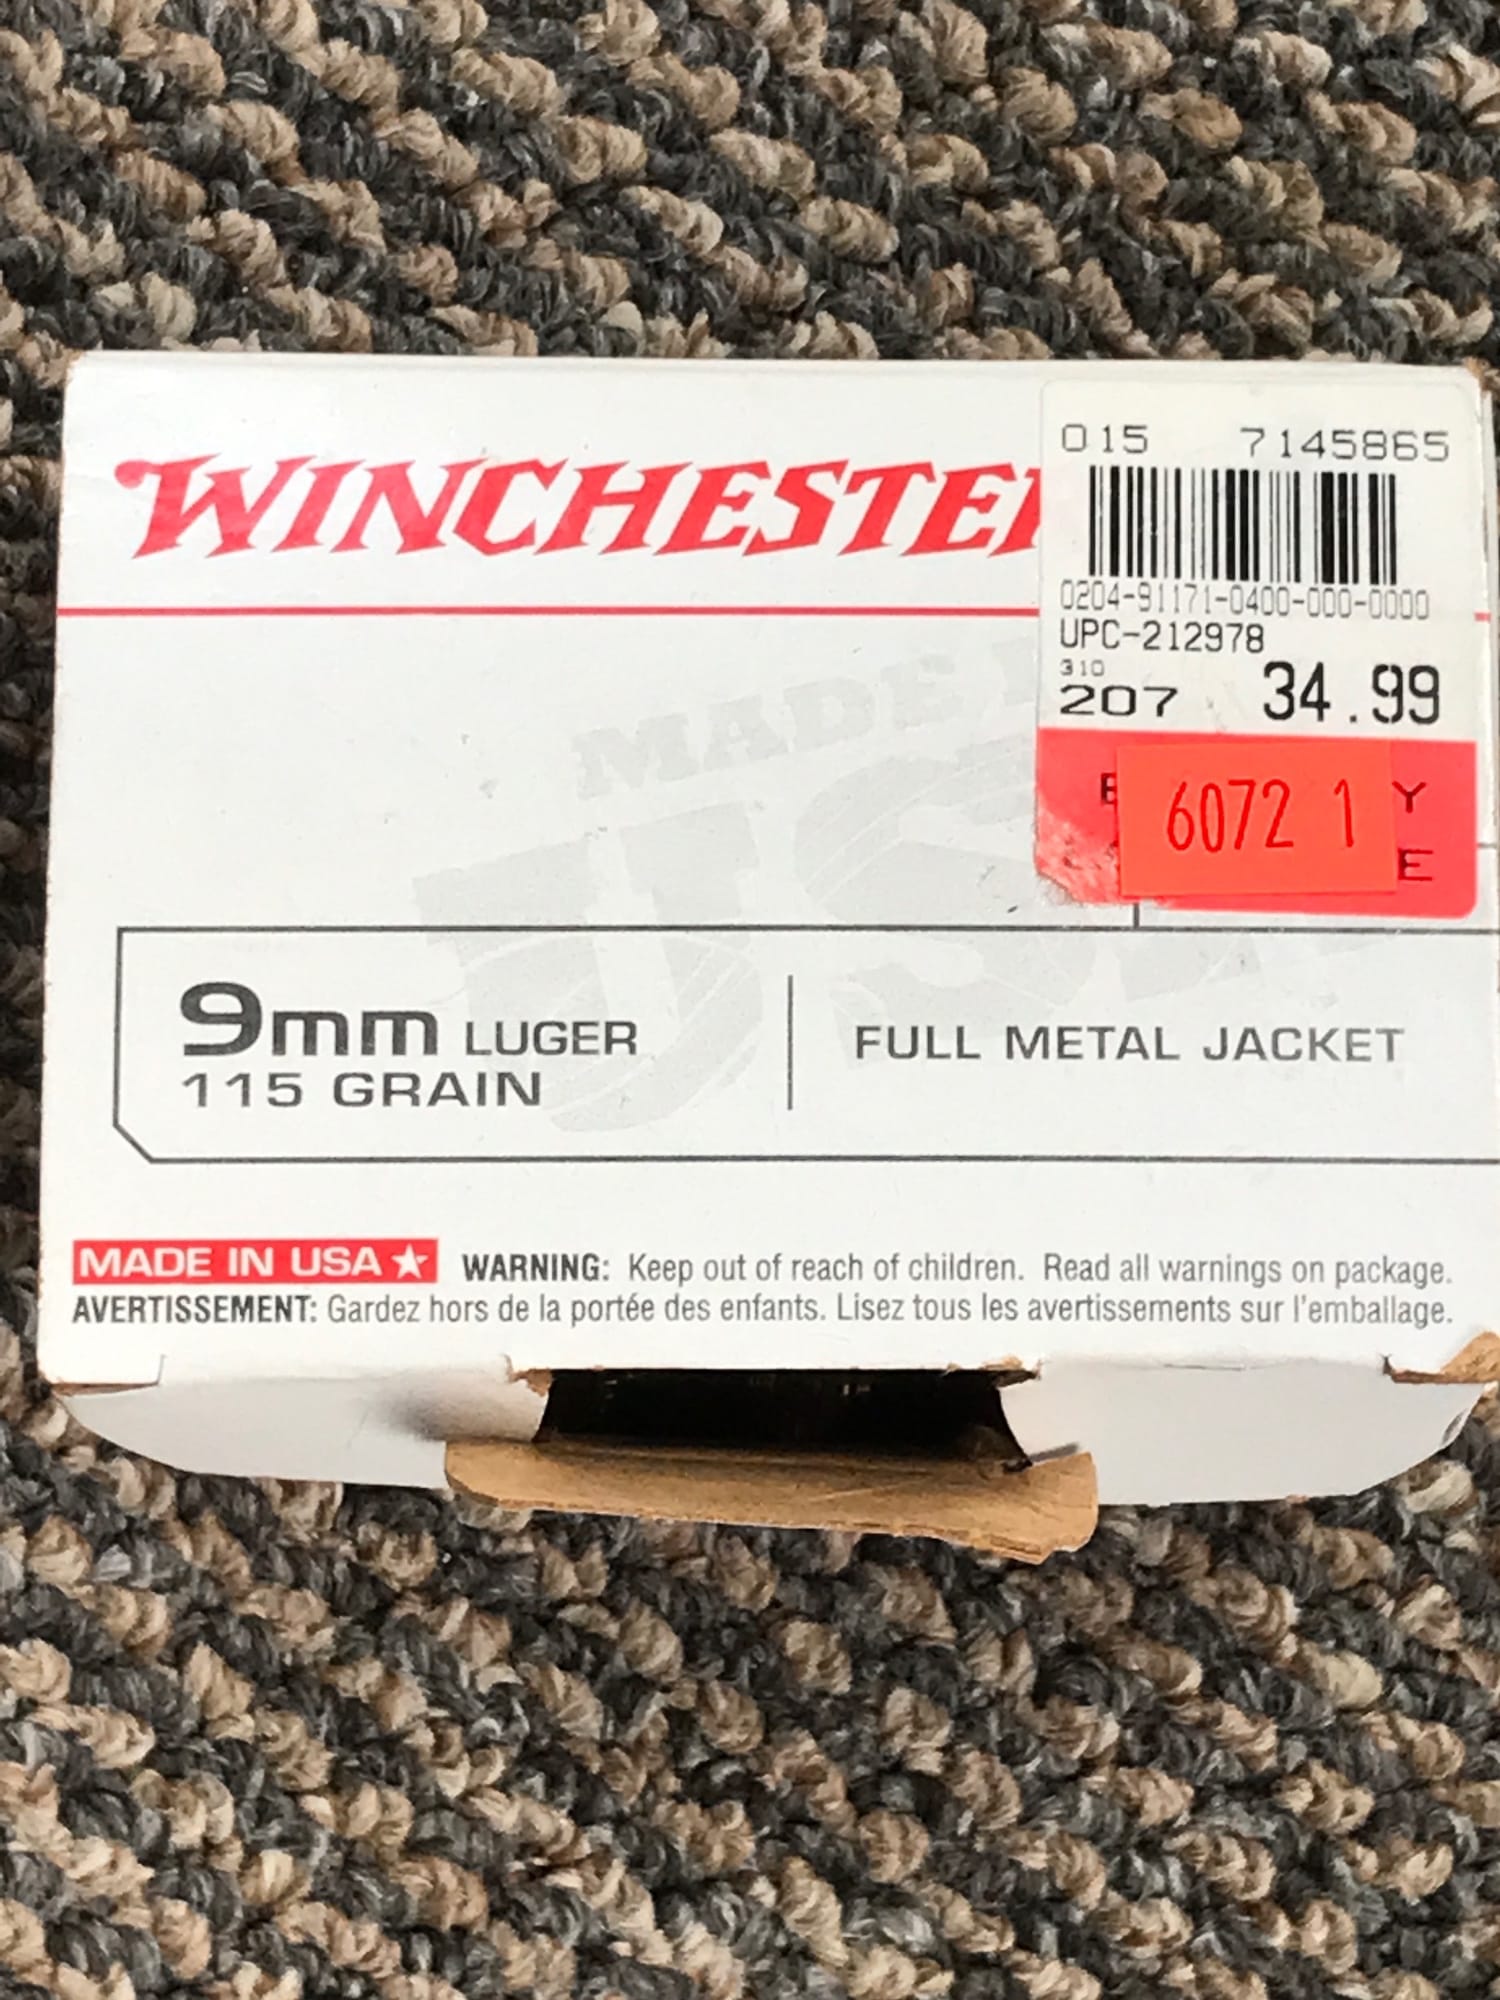 WINCHESTE
015 7145865
0204-91171-0400-000-0000
UPC-212978
310
207 34.99
6072 1
Y
E
MADE
US
9mm LUGER
115 GRAIN
FULL METAL JACKET
MADE IN USA★ WARNING: Keep out of reach of children. Read all warnings on package.
AVERTISSEMENT: Gardez hors de la portée des enfants. Lisez tous les avertissements sur l'emballage.